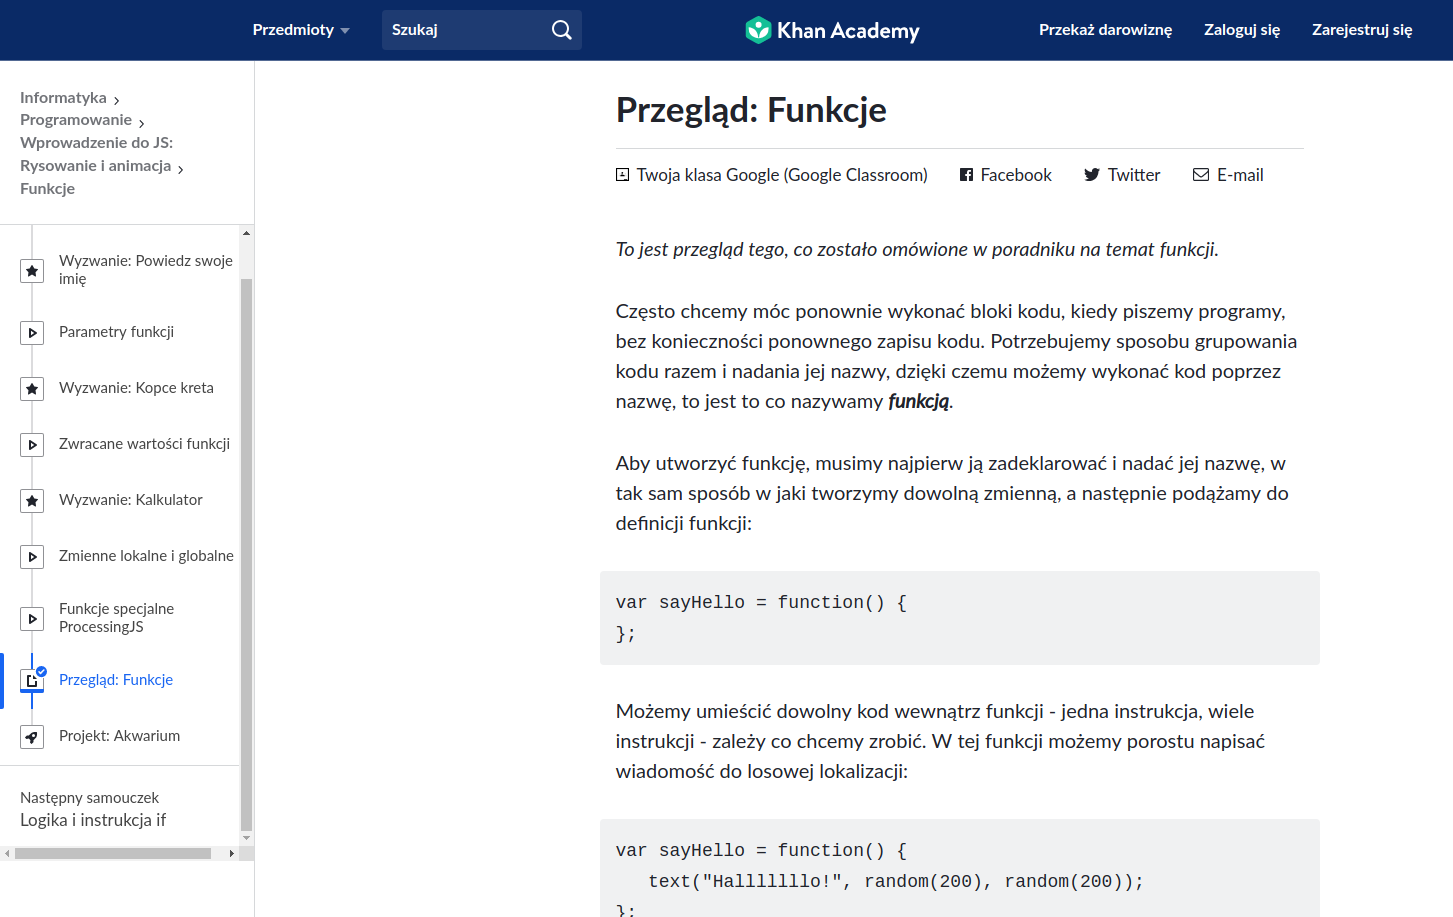 Przedmioty
Szukaj
Khan Academy
Przekaż darowiznę
Zaloguj się
Zarejestruj się
Informatyka
Programowanie
Wprowadzenie do JS:
Rysowanie i animacja
Funkcje
Wyzwanie: Powiedz swoje
imię
Parametry funkcji
Wyzwanie: Kopce kreta
Zwracane wartości funkcji
Wyzwanie: Kalkulator
Zmienne lokalne i globalne
Funkcje specjalne
ProcessingJS
Przegląd: Funkcje
Projekt: Akwarium
Następny samouczek
Logika i instrukcja if
Przegląd: Funkcje
Twoja klasa Google (Google Classroom)
Facebook
Twitter
E-mail
To jest przegląd tego, co zostało omówione w poradniku na temat funkcji.
Często chcemy móc ponownie wykonać bloki kodu, kiedy piszemy programy,
bez konieczności ponownego zapisu kodu. Potrzebujemy sposobu grupowania
kodu razem i nadania jej nazwy, dzięki czemu możemy wykonać kod poprzez
nazwę, to jest to co nazywamy funkcją.
Aby utworzyć funkcję, musimy najpierw ją zadeklarować i nadać jej nazwę, w
tak sam sposób w jaki tworzymy dowolną zmienną, a następnie podążamy do
definicji funkcji:
var sayHello = function() {
};
Możemy umieścić dowolny kod wewnątrz funkcji - jedna instrukcja, wiele
instrukcji - zależy co chcemy zrobić. W tej funkcji możemy porostu napisać
wiadomość do losowej lokalizacji:
var sayHello = function() {
text("Halllllllo!", random(200), random(200));
};